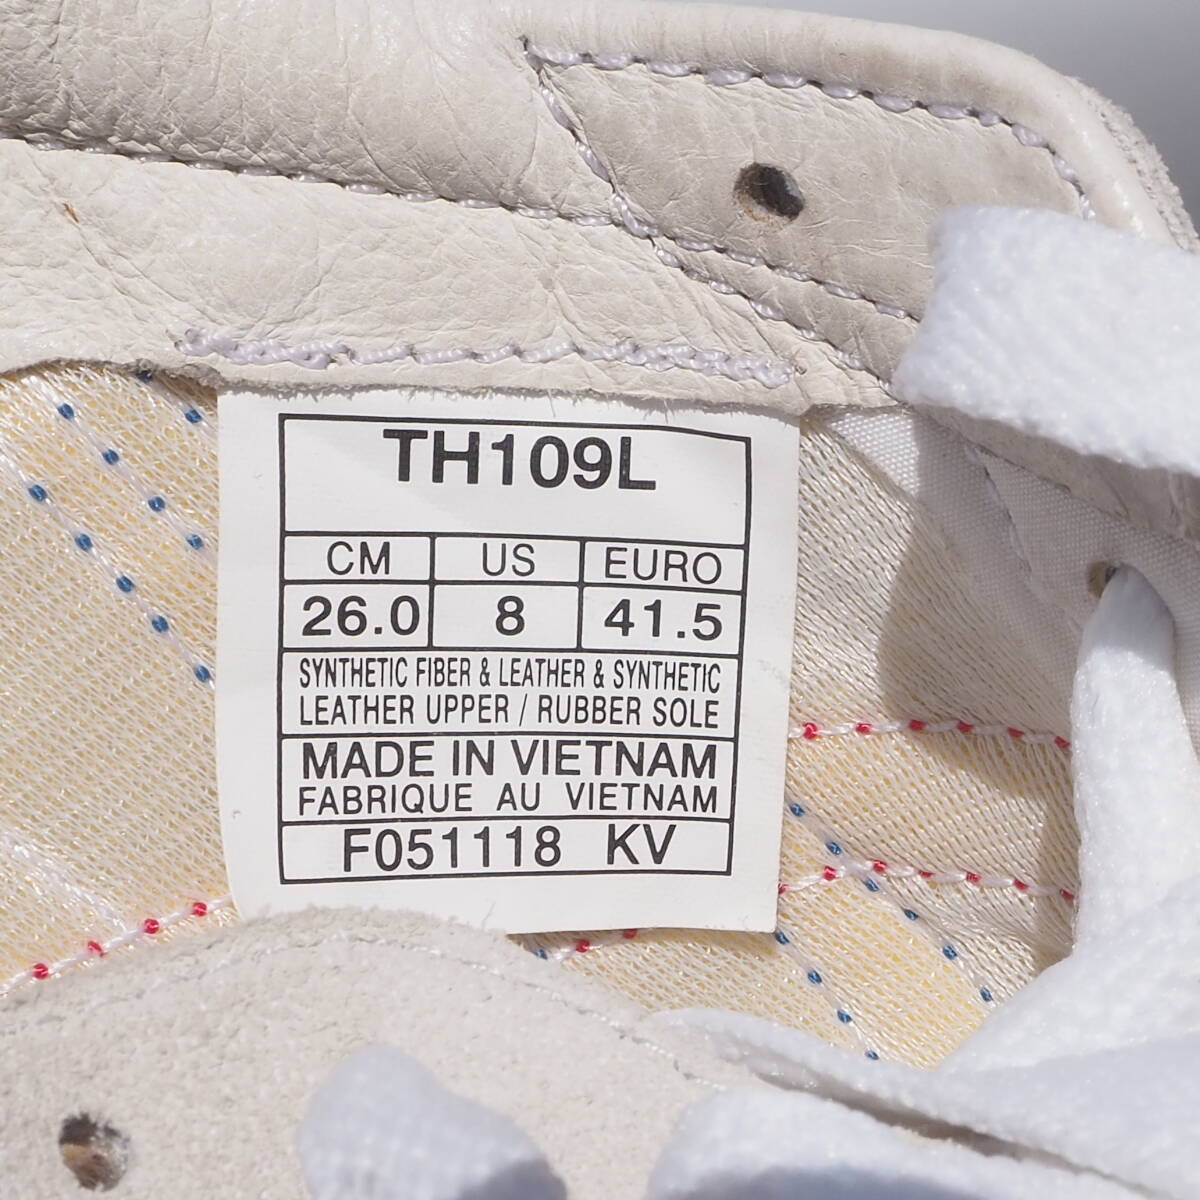 TH109L
CM US EURO
26.0 8 41.5
SYNTHETIC FIBER & LEATHER & SYNTHETIC
LEATHER UPPER / RUBBER SOLE
MADE IN VIETNAM
FABRIQUE AU VIETNAM
F051118 KV